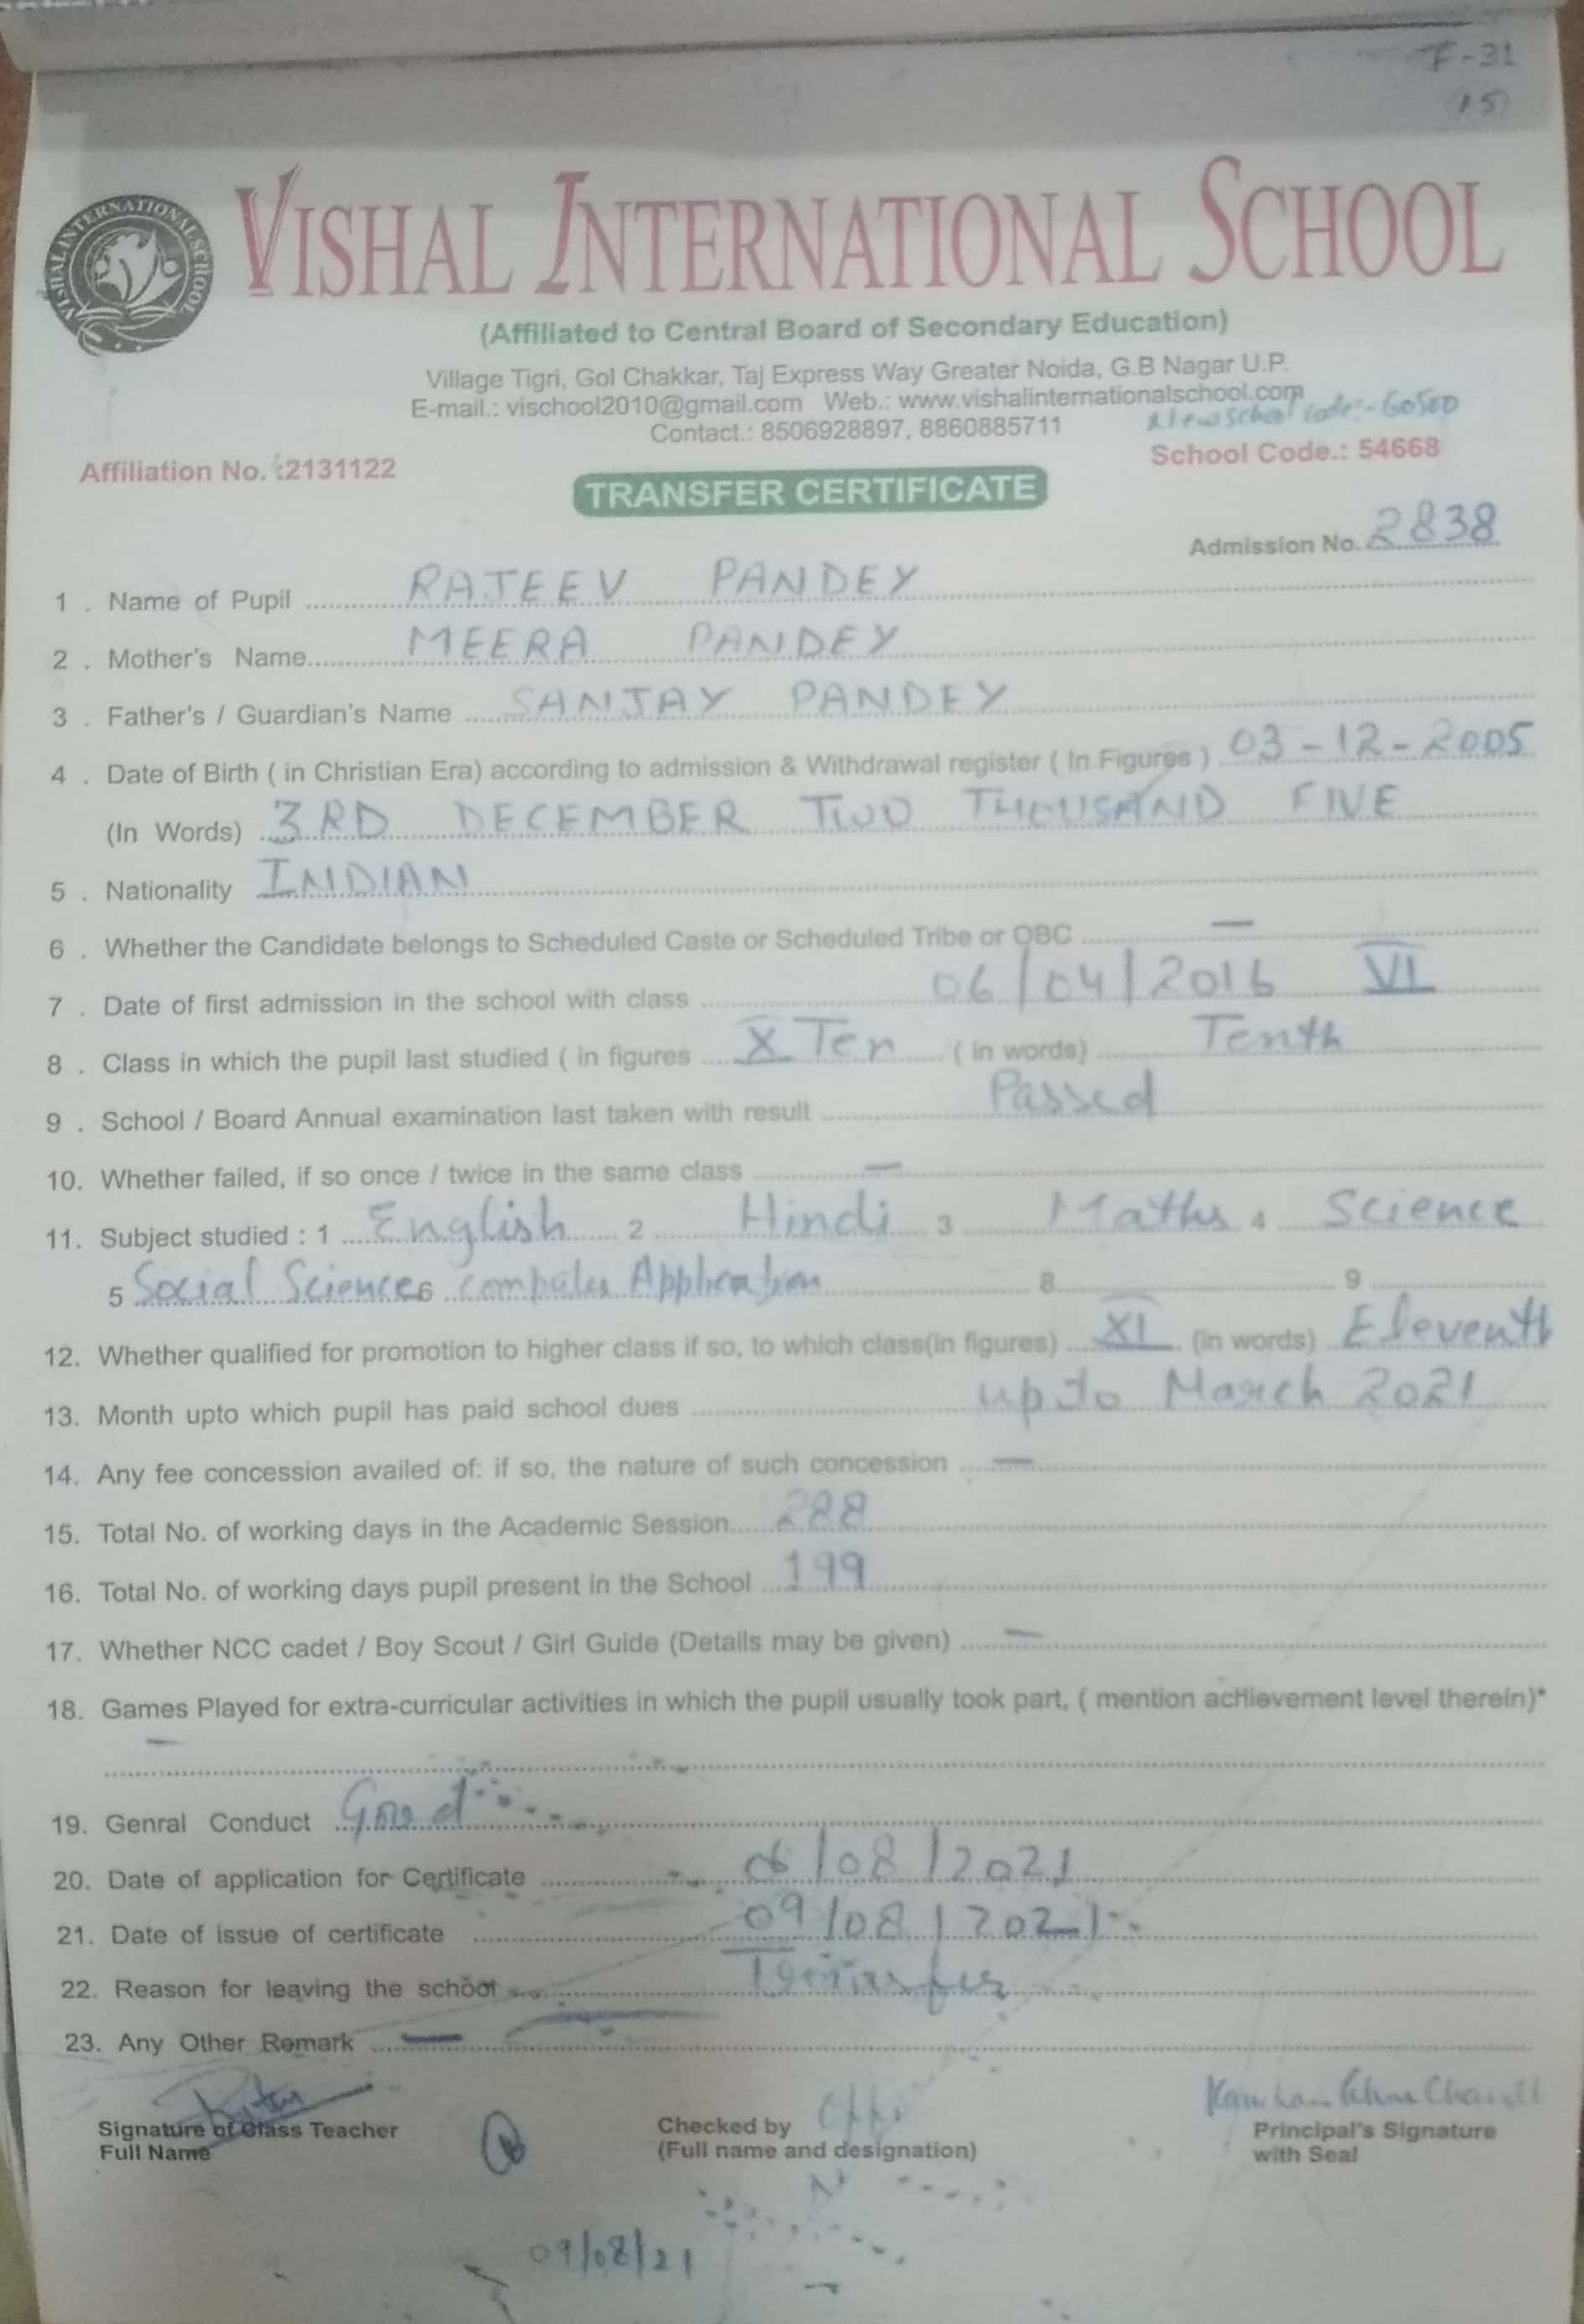 F-31
15
VISHAL INTERNATIONAL SCHOOL
VISHAL INTERNATIONAL SCHOOL
(Affiliated to Central Board of Secondary Education)
Village Tigri, Gol Chakkar, Taj Express Way Greater Noida, G.B Nagar U.P.
E-mail.: vischool2010@gmail.com Web.: www.vishalinternationalschool.com
New School Code:- 60500
Contact.: 8506928897, 8860885711
Affiliation No. :2131122 School Code.: 54668
TRANSFER CERTIFICATE
Admission No. 2838
1 . Name of Pupil RAJEEV PANDEY
2 . Mother's Name MEERA PANDEY
3 . Father's / Guardian's Name SANJAY PANDEY
4 . Date of Birth ( in Christian Era) according to admission & Withdrawal register ( In Figures ) 03-12-2005
(In Words) 3RD DECEMBER TWO THOUSAND FIVE
5 . Nationality INDIAN
6 . Whether the Candidate belongs to Scheduled Caste or Scheduled Tribe or OBC —
7 . Date of first admission in the school with class 06/04/2016 VI
8 . Class in which the pupil last studied ( in figures X Ten ( in words) Tenth
9 . School / Board Annual examination last taken with result Passed
10. Whether failed, if so once / twice in the same class —
11. Subject studied : 1 English 2 Hindi 3 Maths 4 Science
5 Social Science 6 Computer Application 8 9
12. Whether qualified for promotion to higher class if so, to which class(in figures) XI (in words) Eleventh
13. Month upto which pupil has paid school dues up to March 2021
14. Any fee concession availed of: if so, the nature of such concession —
15. Total No. of working days in the Academic Session 288
16. Total No. of working days pupil present in the School 199
17. Whether NCC cadet / Boy Scout / Girl Guide (Details may be given) —
18. Games Played for extra-curricular activities in which the pupil usually took part, ( mention achievement level therein)*
—
19. Genral Conduct Good
20. Date of application for Certificate 06/08/2021
21. Date of issue of certificate 09/08/2021
22. Reason for leaving the school Transfer
23. Any Other Remark —
Signature of Class Teacher Checked by Principal's Signature
Full Name (Full name and designation) with Seal
09/08/21